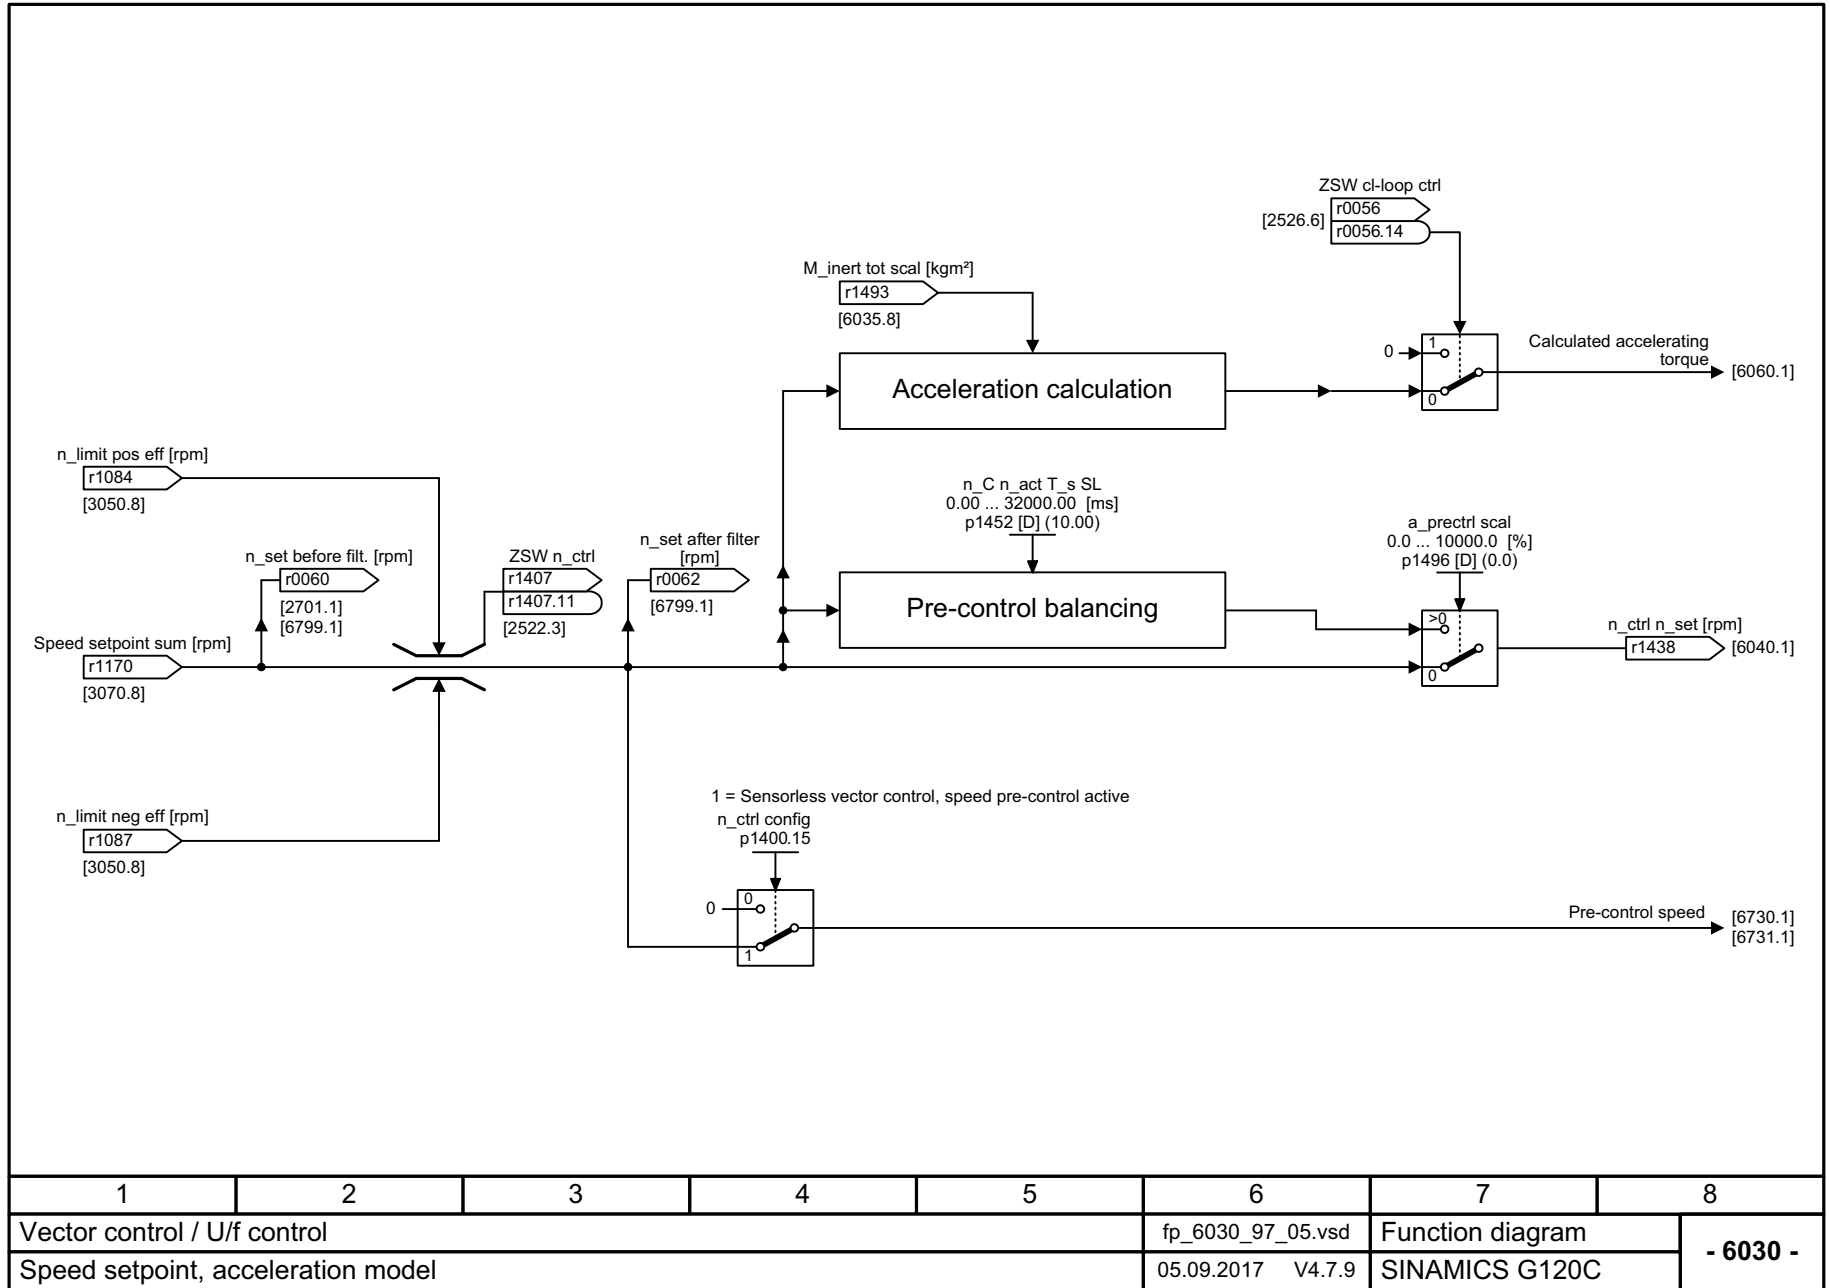 ZSW cl-loop ctrl
r0056
[2526.6]
r0056.14
M_inert tot scal [kgm²]
r1493
[6035.8]
Acceleration calculation
0
1
0
Calculated accelerating
torque
[6060.1]
n_limit pos eff [rpm]
r1084
[3050.8]
n_set before filt. [rpm]
r0060
[2701.1]
[6799.1]
ZSW n_ctrl
r1407
r1407.11
[2522.3]
n_set after filter
[rpm]
r0062
[6799.1]
n_C n_act T_s SL
0.00 ... 32000.00 [ms]
p1452 [D] (10.00)
Pre-control balancing
a_prectrl scal
0.0 ... 10000.0 [%]
p1496 [D] (0.0)
>0
0
n_ctrl n_set [rpm]
r1438
[6040.1]
Speed setpoint sum [rpm]
r1170
[3070.8]
n_limit neg eff [rpm]
r1087
[3050.8]
1 = Sensorless vector control, speed pre-control active
n_ctrl config
p1400.15
0
0
1
Pre-control speed
[6730.1]
[6731.1]
1 2 3 4 5 6 7 8
Vector control / U/f control
fp_6030_97_05.vsd
Function diagram
- 6030 -
Speed setpoint, acceleration model
05.09.2017 V4.7.9
SINAMICS G120C